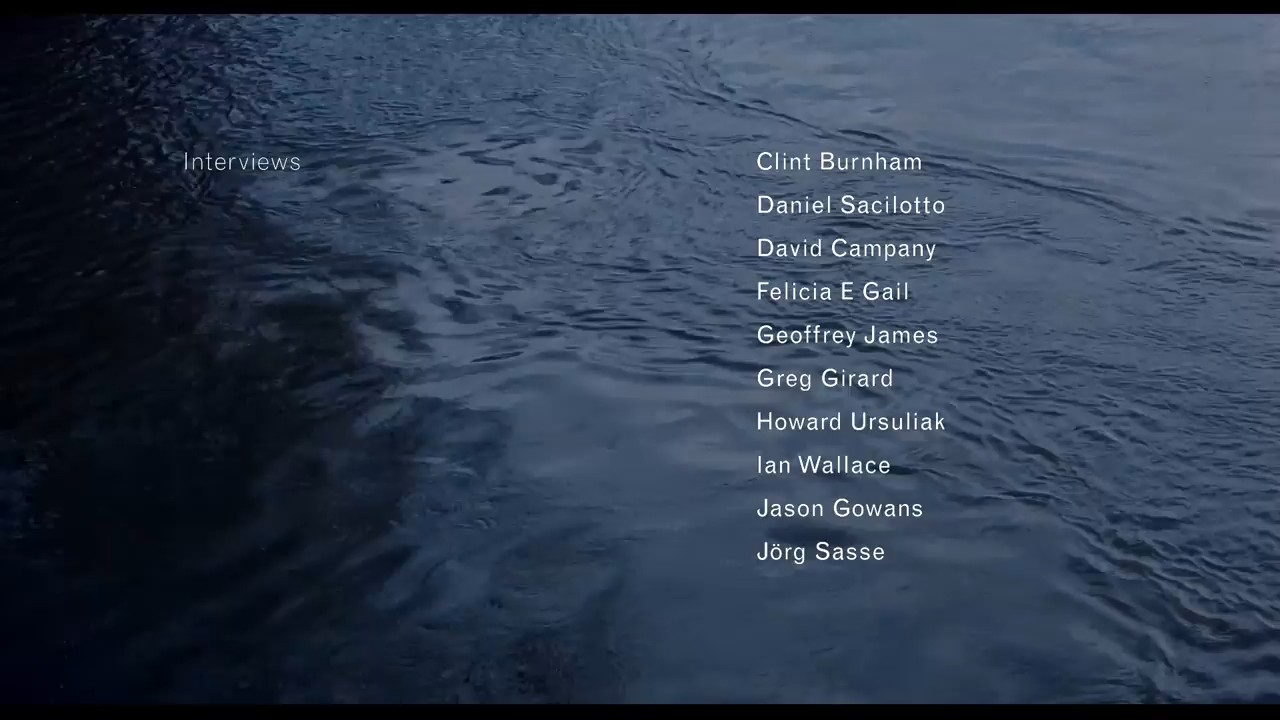 Interviews
Clint Burnham
Daniel Sacilotto
David Campany
Felicia E Gail
Geoffrey James
Greg Girard
Howard Ursuliak
Ian Wallace
Jason Gowans
Jörg Sasse